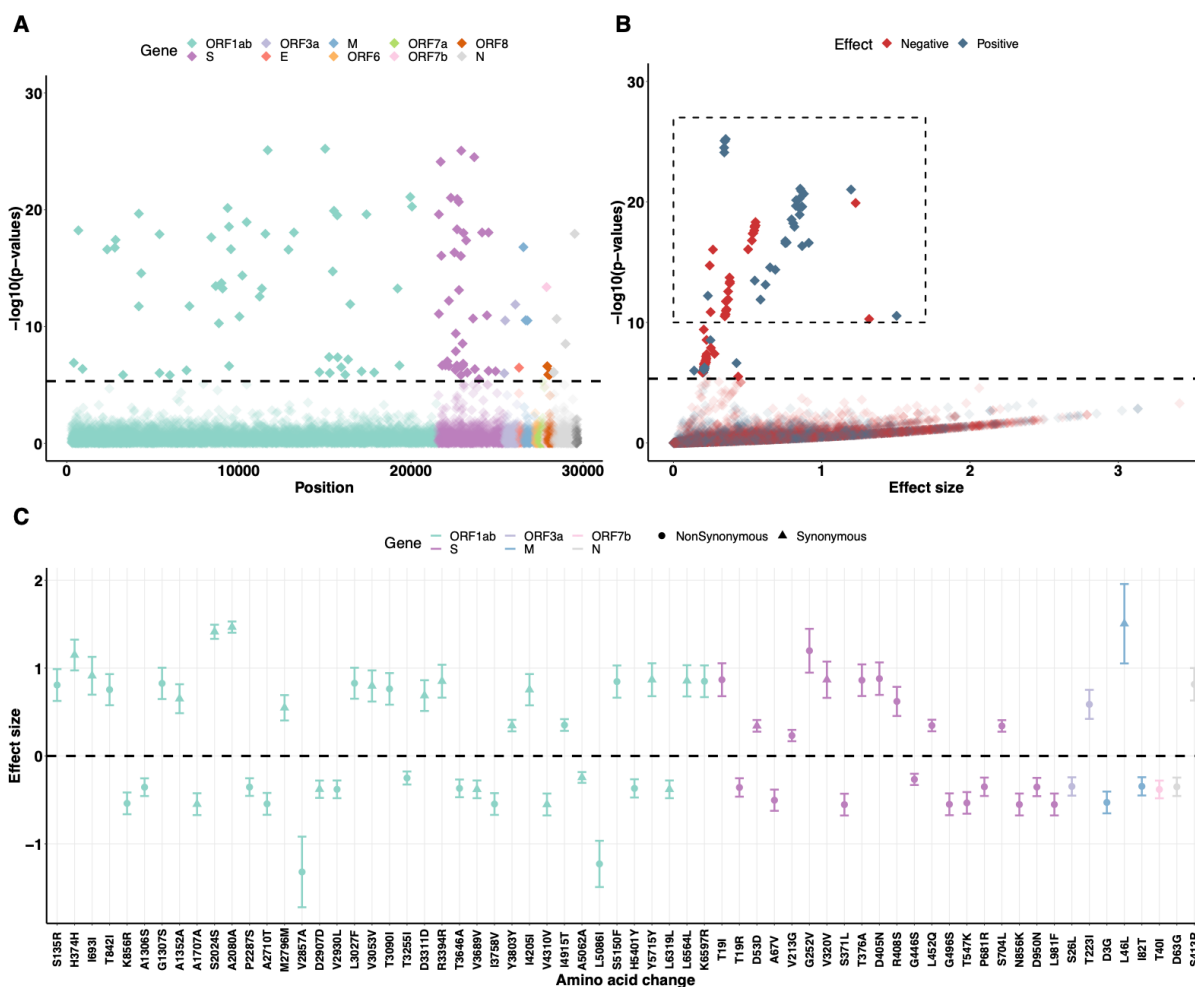 A
Gene
ORF1ab ORF3a M ORF7a ORF8
S E ORF6 ORF7b N
−log10(p−values)
30
20
10
0
0 10000 20000 30000
Position
B
Effect Negative Positive
−log10(p−values)
30
20
10
0
0 1 2 3
Effect size
C
Gene
ORF1ab ORF3a ORF7b NonSynonymous Synonymous
S M N
Effect size
2
1
0
−1
S135R H374H I693I T842I K856R A1306S G1307S A1352A A1707A S2024S A2080A P2287S A2710T M2796M V2857A D2907D V2930L L3027F V3053V T3090I T3255I D3311D R3394R T3646A V3689V I3758V Y3803Y I4205I V4310V I4915T A5062A L5086I S5150F H5401Y Y5715Y L6319L L6564L K6597R T19I T19R D53D A67V V213G G252V V320V S371L T376A D405N R408S G446S L452Q G496S T547K P681R S704L N856K D950N L981F S26L T223I D3G L46L I82T T40I D63G S413R
Amino acid change